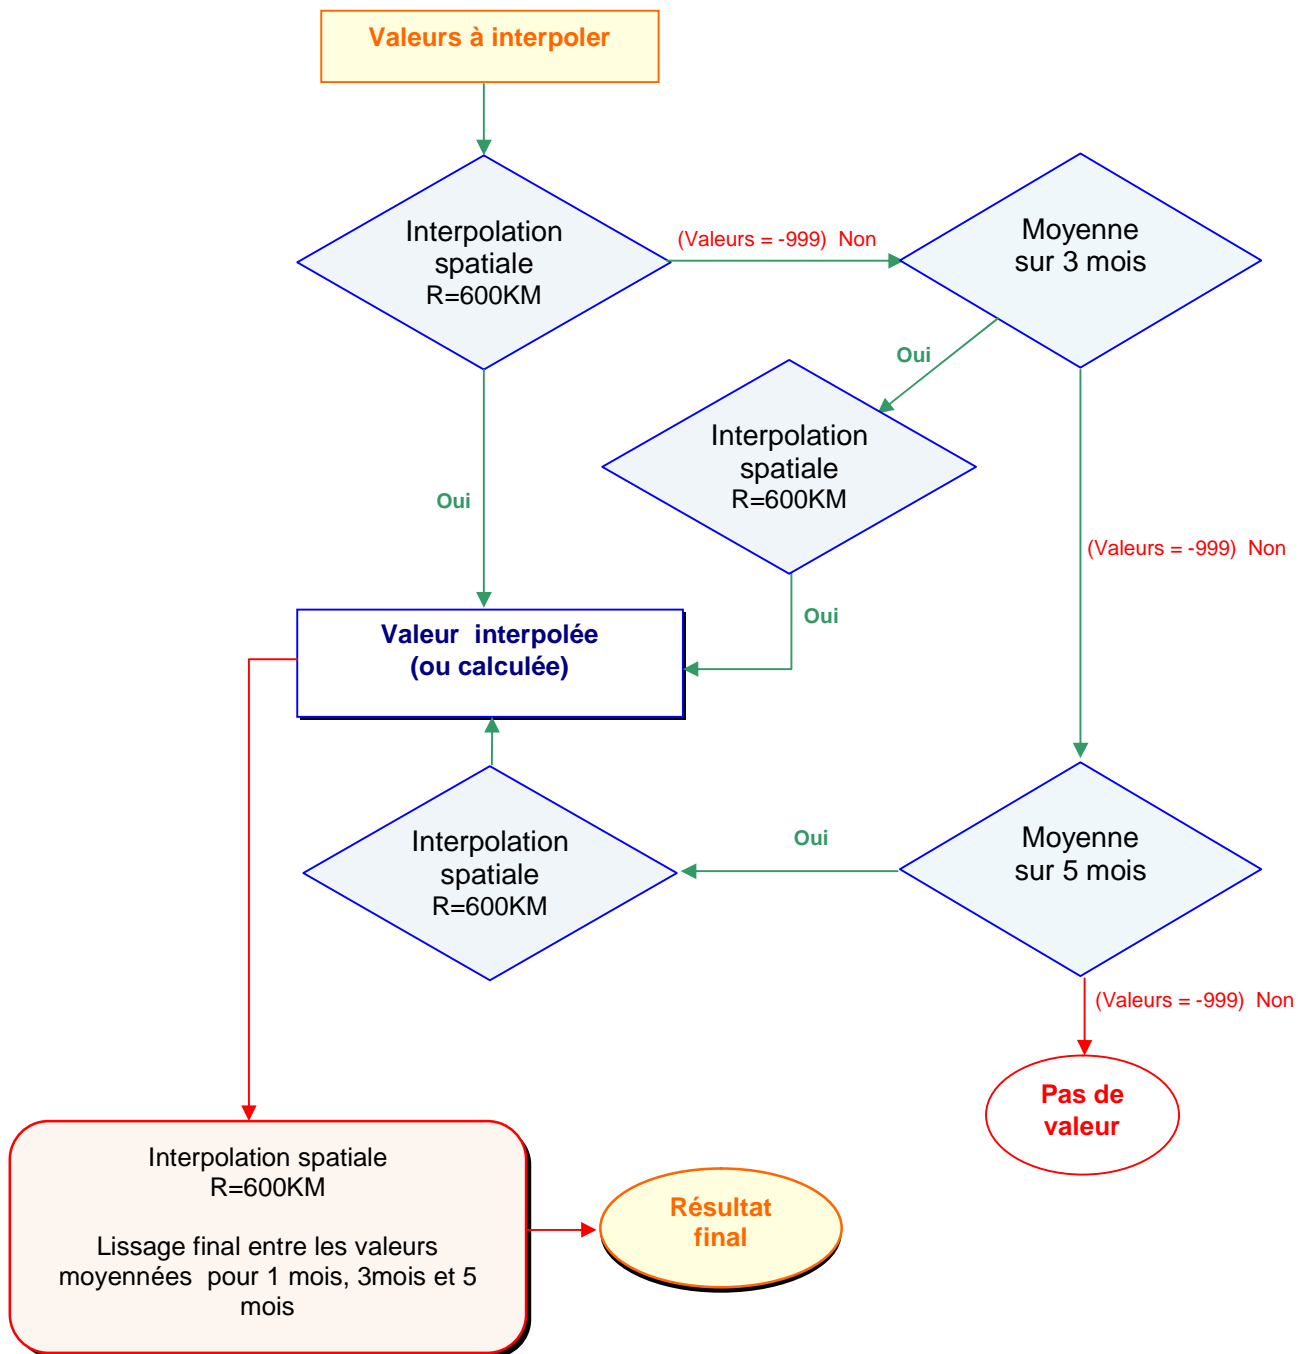 Valeurs à interpoler
Interpolation
spatiale
R=600KM
(Valeurs = -999) Non
Moyenne
sur 3 mois
Oui
Interpolation
spatiale
R=600KM
Oui
(Valeurs = -999) Non
Oui
Valeur interpolée
(ou calculée)
Interpolation
spatiale
R=600KM
Oui
Moyenne
sur 5 mois
(Valeurs = -999) Non
Pas de
valeur
Interpolation spatiale
R=600KM
Lissage final entre les valeurs
moyennées pour 1 mois, 3mois et 5
mois
Résultat
final